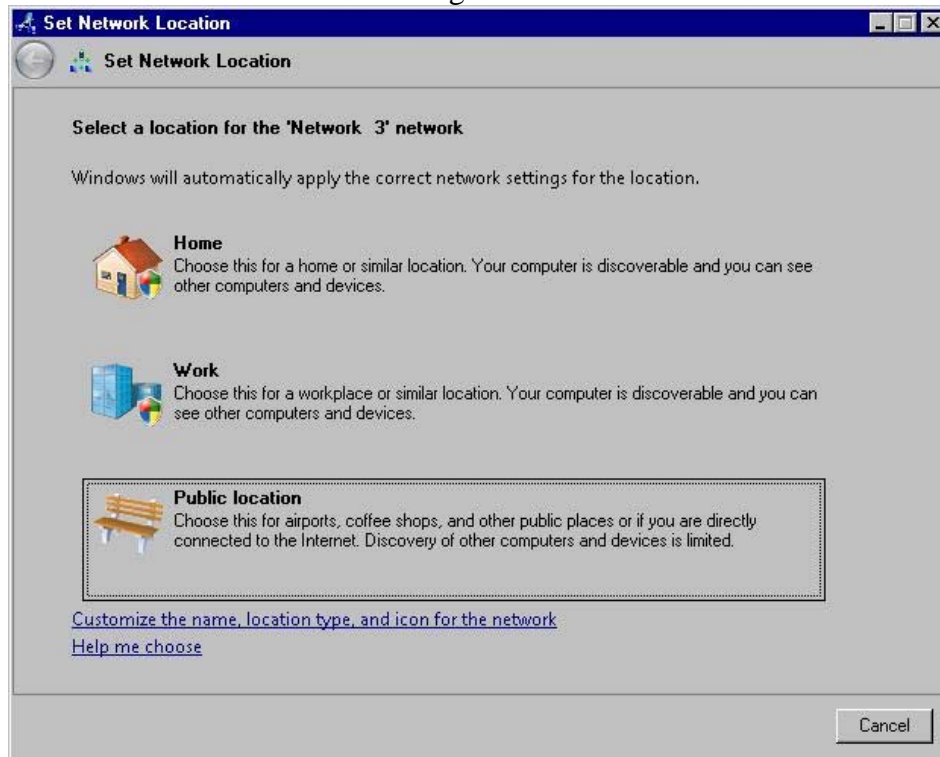 Set Network Location
Set Network Location
Select a location for the 'Network 3' network
Windows will automatically apply the correct network settings for the location.
Home
Choose this for a home or similar location. Your computer is discoverable and you can see
other computers and devices.
Work
Choose this for a workplace or similar location. Your computer is discoverable and you can
see other computers and devices.
Public location
Choose this for airports, coffee shops, and other public places or if you are directly
connected to the Internet. Discovery of other computers and devices is limited.
Customize the name, location type, and icon for the network
Help me choose
Cancel